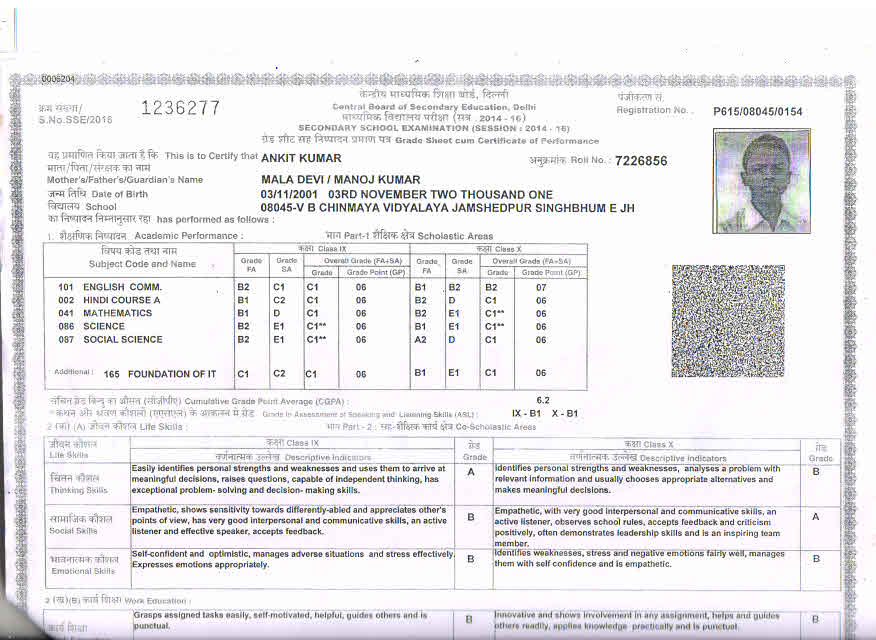 0006204
क्रम संख्या/
S.No.SSE/2016
1236277
केन्द्रीय माध्यमिक शिक्षा बोर्ड, दिल्ली
Central Board of Secondary Education, Delhi
माध्यमिक विद्यालय परीक्षा (सत्र : 2014 - 16)
SECONDARY SCHOOL EXAMINATION (SESSION : 2014 - 16)
ग्रेड शीट सह निष्पादन प्रमाण पत्र Grade Sheet cum Certificate of Performance
पंजीकरण सं.
Registration No. : P615/08045/0154
यह प्रमाणित किया जाता है कि This is to Certify that ANKIT KUMAR
अनुक्रमांक Roll No. : 7226856
माता/पिता/संरक्षक का नाम
Mother's/Father's/Guardian's Name MALA DEVI / MANOJ KUMAR
जन्म तिथि Date of Birth 03/11/2001 03RD NOVEMBER TWO THOUSAND ONE
विद्यालय School 08045-V B CHINMAYA VIDYALAYA JAMSHEDPUR SINGHBHUM E JH
का निष्पादन निम्नानुसार रहा has performed as follows :
1. शैक्षणिक निष्पादन Academic Performance : भाग Part-1 शैक्षिक क्षेत्र Scholastic Areas
विषय कोड तथा नाम
Subject Code and Name
कक्षा Class IX
कक्षा Class X
Grade FA Grade SA Overall Grade (FA+SA) Grade FA Grade SA Overall Grade (FA+SA)
Grade Grade Point (GP) Grade Grade Point (GP)
101 ENGLISH COMM. B2 C1 C1 06 B1 B2 B2 07
002 HINDI COURSE A B1 C2 C1 06 B2 D C1 06
041 MATHEMATICS B1 D C1 06 B2 E1 C1** 06
086 SCIENCE B2 E1 C1** 06 B1 E1 C1** 06
087 SOCIAL SCIENCE B2 E1 C1** 06 A2 D C1 06
Additional : 165 FOUNDATION OF IT C1 C2 C1 06 B1 E1 C1 06
संचित ग्रेड बिन्दु का औसत (सीजीपीए) Cumulative Grade Point Average (CGPA) 6.2
* कथन और श्रवण कौशलों (एएसएल) के आकलन में ग्रेड Grade in Assessment of Speaking and Listening Skills (ASL) : IX - B1 X - B1
2 (क) (A) जीवन कौशल Life Skills : भाग Part - 2 : सह-शैक्षिक कार्य क्षेत्र Co-Scholastic Areas
जीवन कौशल
Life Skills
कक्षा Class IX
वर्णनात्मक उल्लेख Descriptive Indicators
ग्रेड
Grade
कक्षा Class X
वर्णनात्मक उल्लेख Descriptive Indicators
ग्रेड
Grade
चिंतन कौशल
Thinking Skills
Easily identifies personal strengths and weaknesses and uses them to arrive at
meaningful decisions, raises questions, capable of independent thinking, has
exceptional problem- solving and decision- making skills.
A
Identifies personal strengths and weaknesses, analyses a problem with
relevant information and usually chooses appropriate alternatives and
makes meaningful decisions.
B
सामाजिक कौशल
Social Skills
Empathetic, shows sensitivity towards differently-abled and appreciates other's
points of view, has very good interpersonal and communicative skills, an active
listener and effective speaker, accepts feedback.
B
Empathetic, with very good interpersonal and communicative skills, an
active listener, observes school rules, accepts feedback and criticism
positively, often demonstrates leadership skills and is an inspiring team
member.
A
भावनात्मक कौशल
Emotional Skills
Self-confident and optimistic, manages adverse situations and stress effectively.
Expresses emotions appropriately.
B
Identifies weaknesses, stress and negative emotions fairly well, manages
them with self confidence and is empathetic.
B
2 (ख)(B) कार्य शिक्षा Work Education :
कार्य शिक्षा
Grasps assigned tasks easily, self-motivated, helpful, guides others and is
punctual.
B
Innovative and shows involvement in any assignment, helps and guides
others readily, applies knowledge practically and is punctual.
B